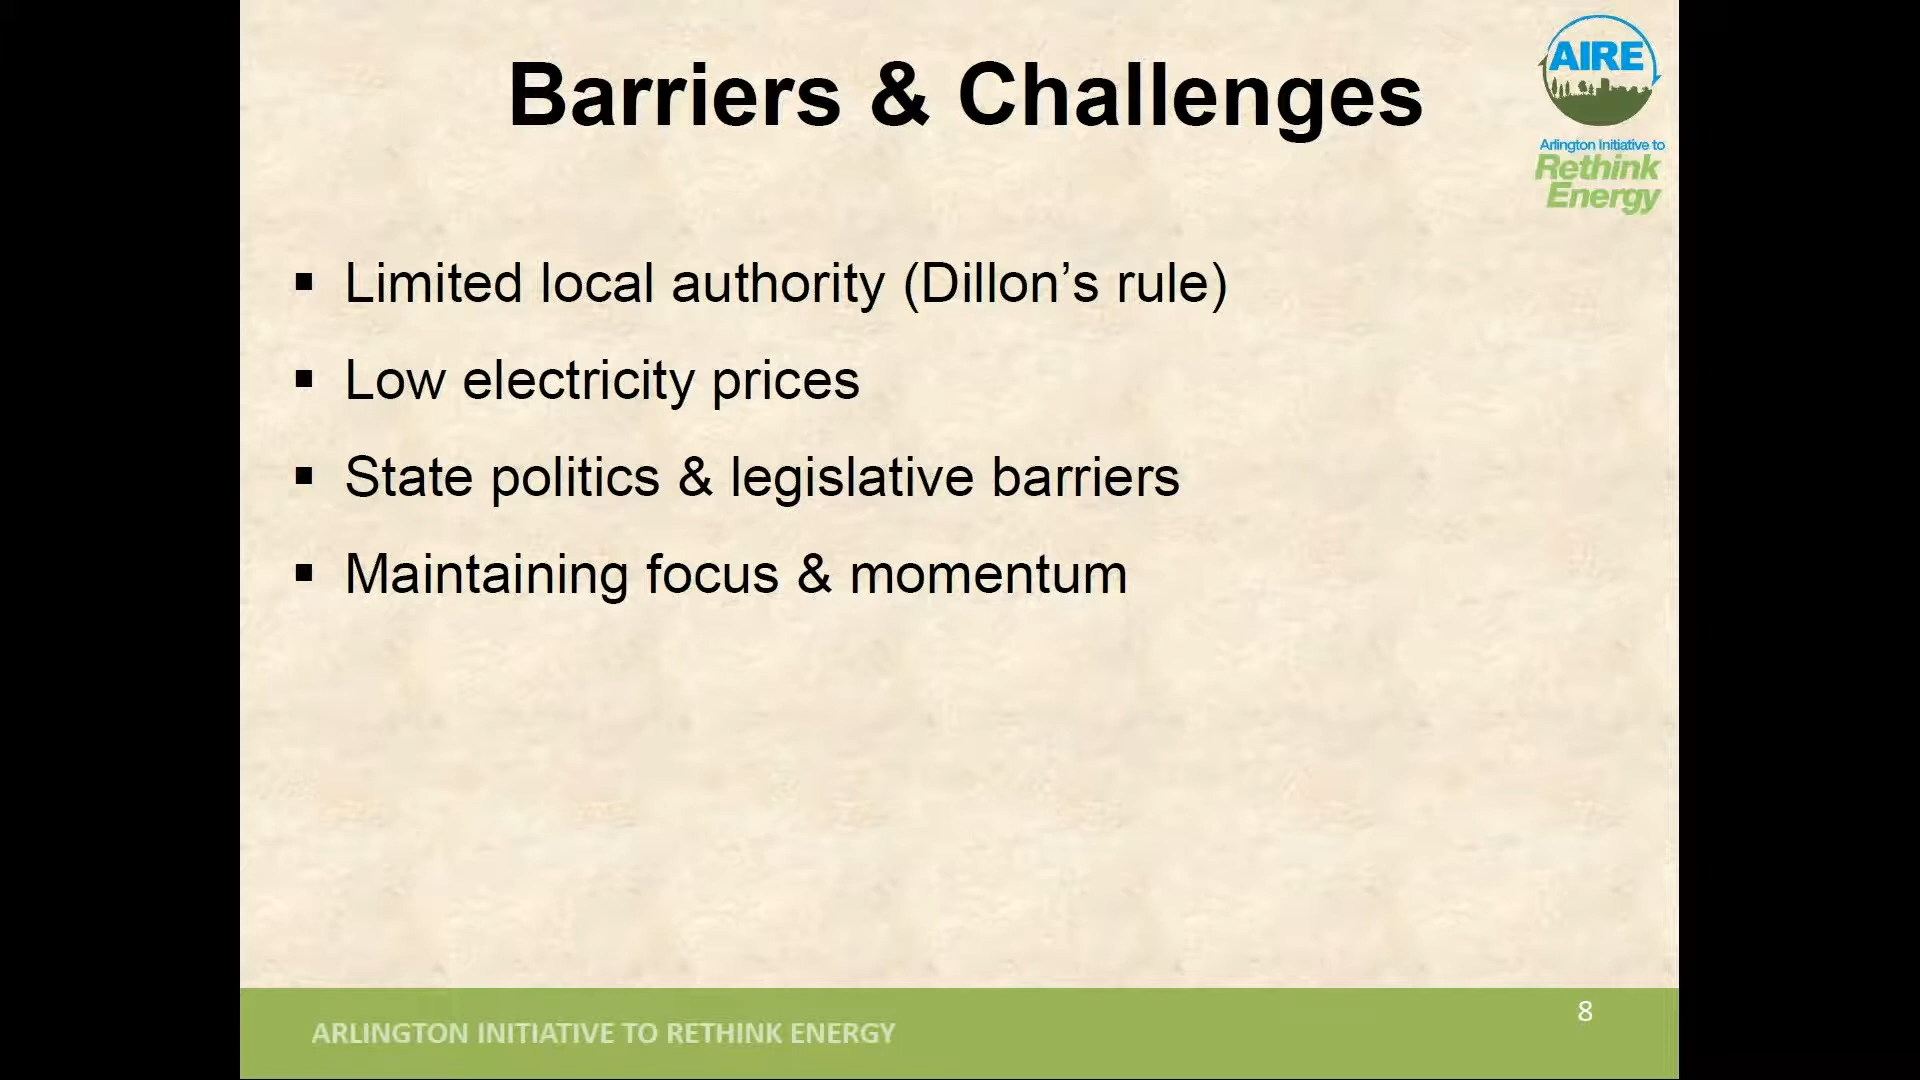 Barriers & Challenges
AIRE
Arlington Initiative to
Rethink
Energy
▪ Limited local authority (Dillon’s rule)
▪ Low electricity prices
▪ State politics & legislative barriers
▪ Maintaining focus & momentum
8
ARLINGTON INITIATIVE TO RETHINK ENERGY